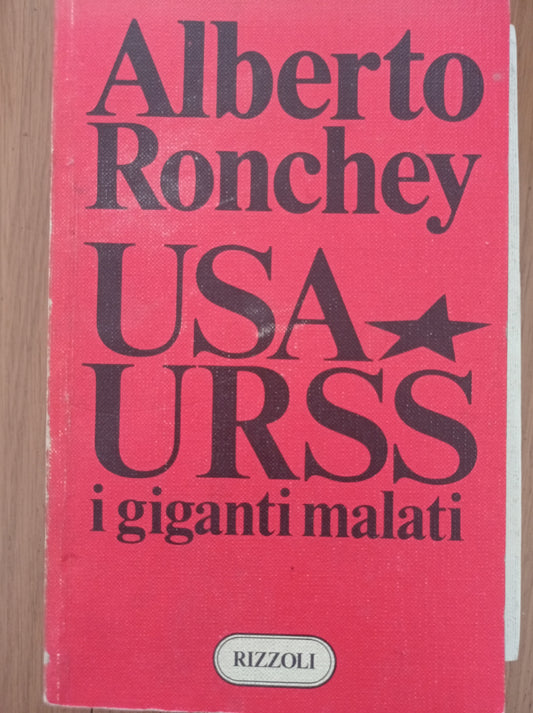 Alberto
Ronchey
USA
URSS
i giganti malati
RIZZOLI